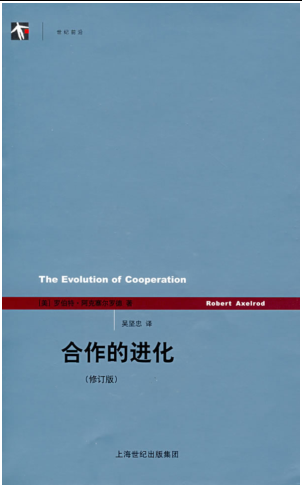 世纪前沿
The Evolution of Cooperation
[美] 罗伯特·阿克塞尔罗德 著
Robert Axelrod
吴坚忠 译
合作的进化
(修订版)
上海世纪出版集团